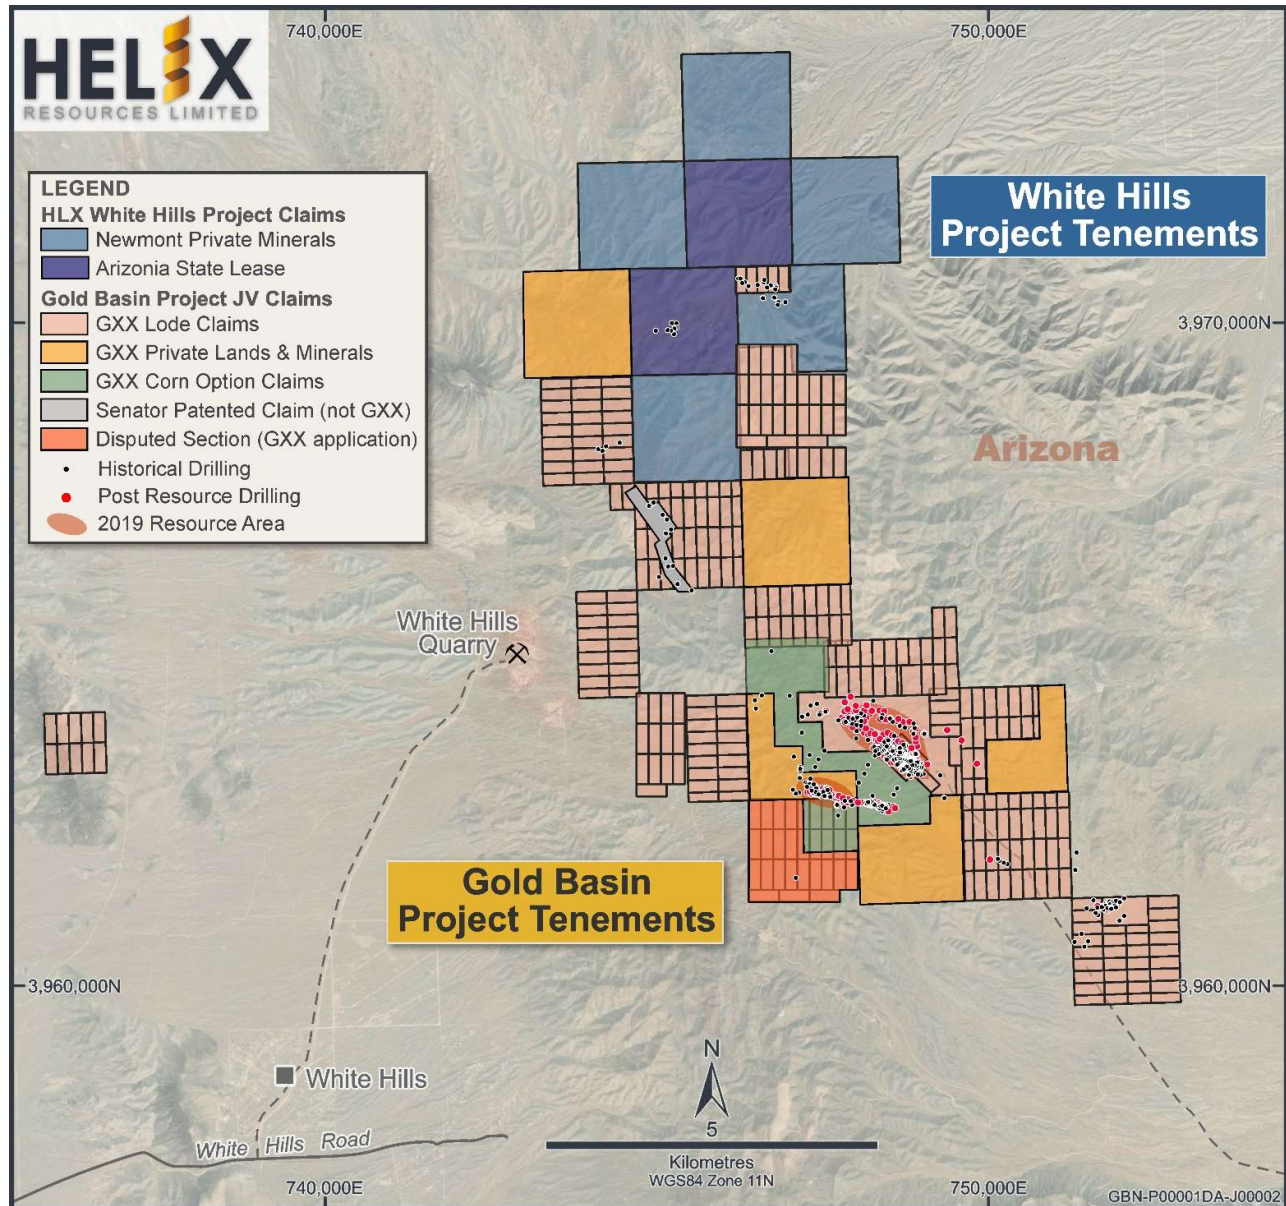 740,000E
750,000E
HELIX
RESOURCES LIMITED
LEGEND
HLX White Hills Project Claims
Newmont Private Minerals
Arizonia State Lease
Gold Basin Project JV Claims
GXX Lode Claims
GXX Private Lands & Minerals
GXX Corn Option Claims
Senator Patented Claim (not GXX)
Disputed Section (GXX application)
Historical Drilling
Post Resource Drilling
2019 Resource Area
White Hills
Project Tenements
3,970,000N
Arizona
White Hills
Quarry
Gold Basin
Project Tenements
3,960,000N
3,960,000N
White Hills
White Hills Road
N
5
Kilometres
WGS84 Zone 11N
740,000E
750,000E
GBN-P00001DA-J00002